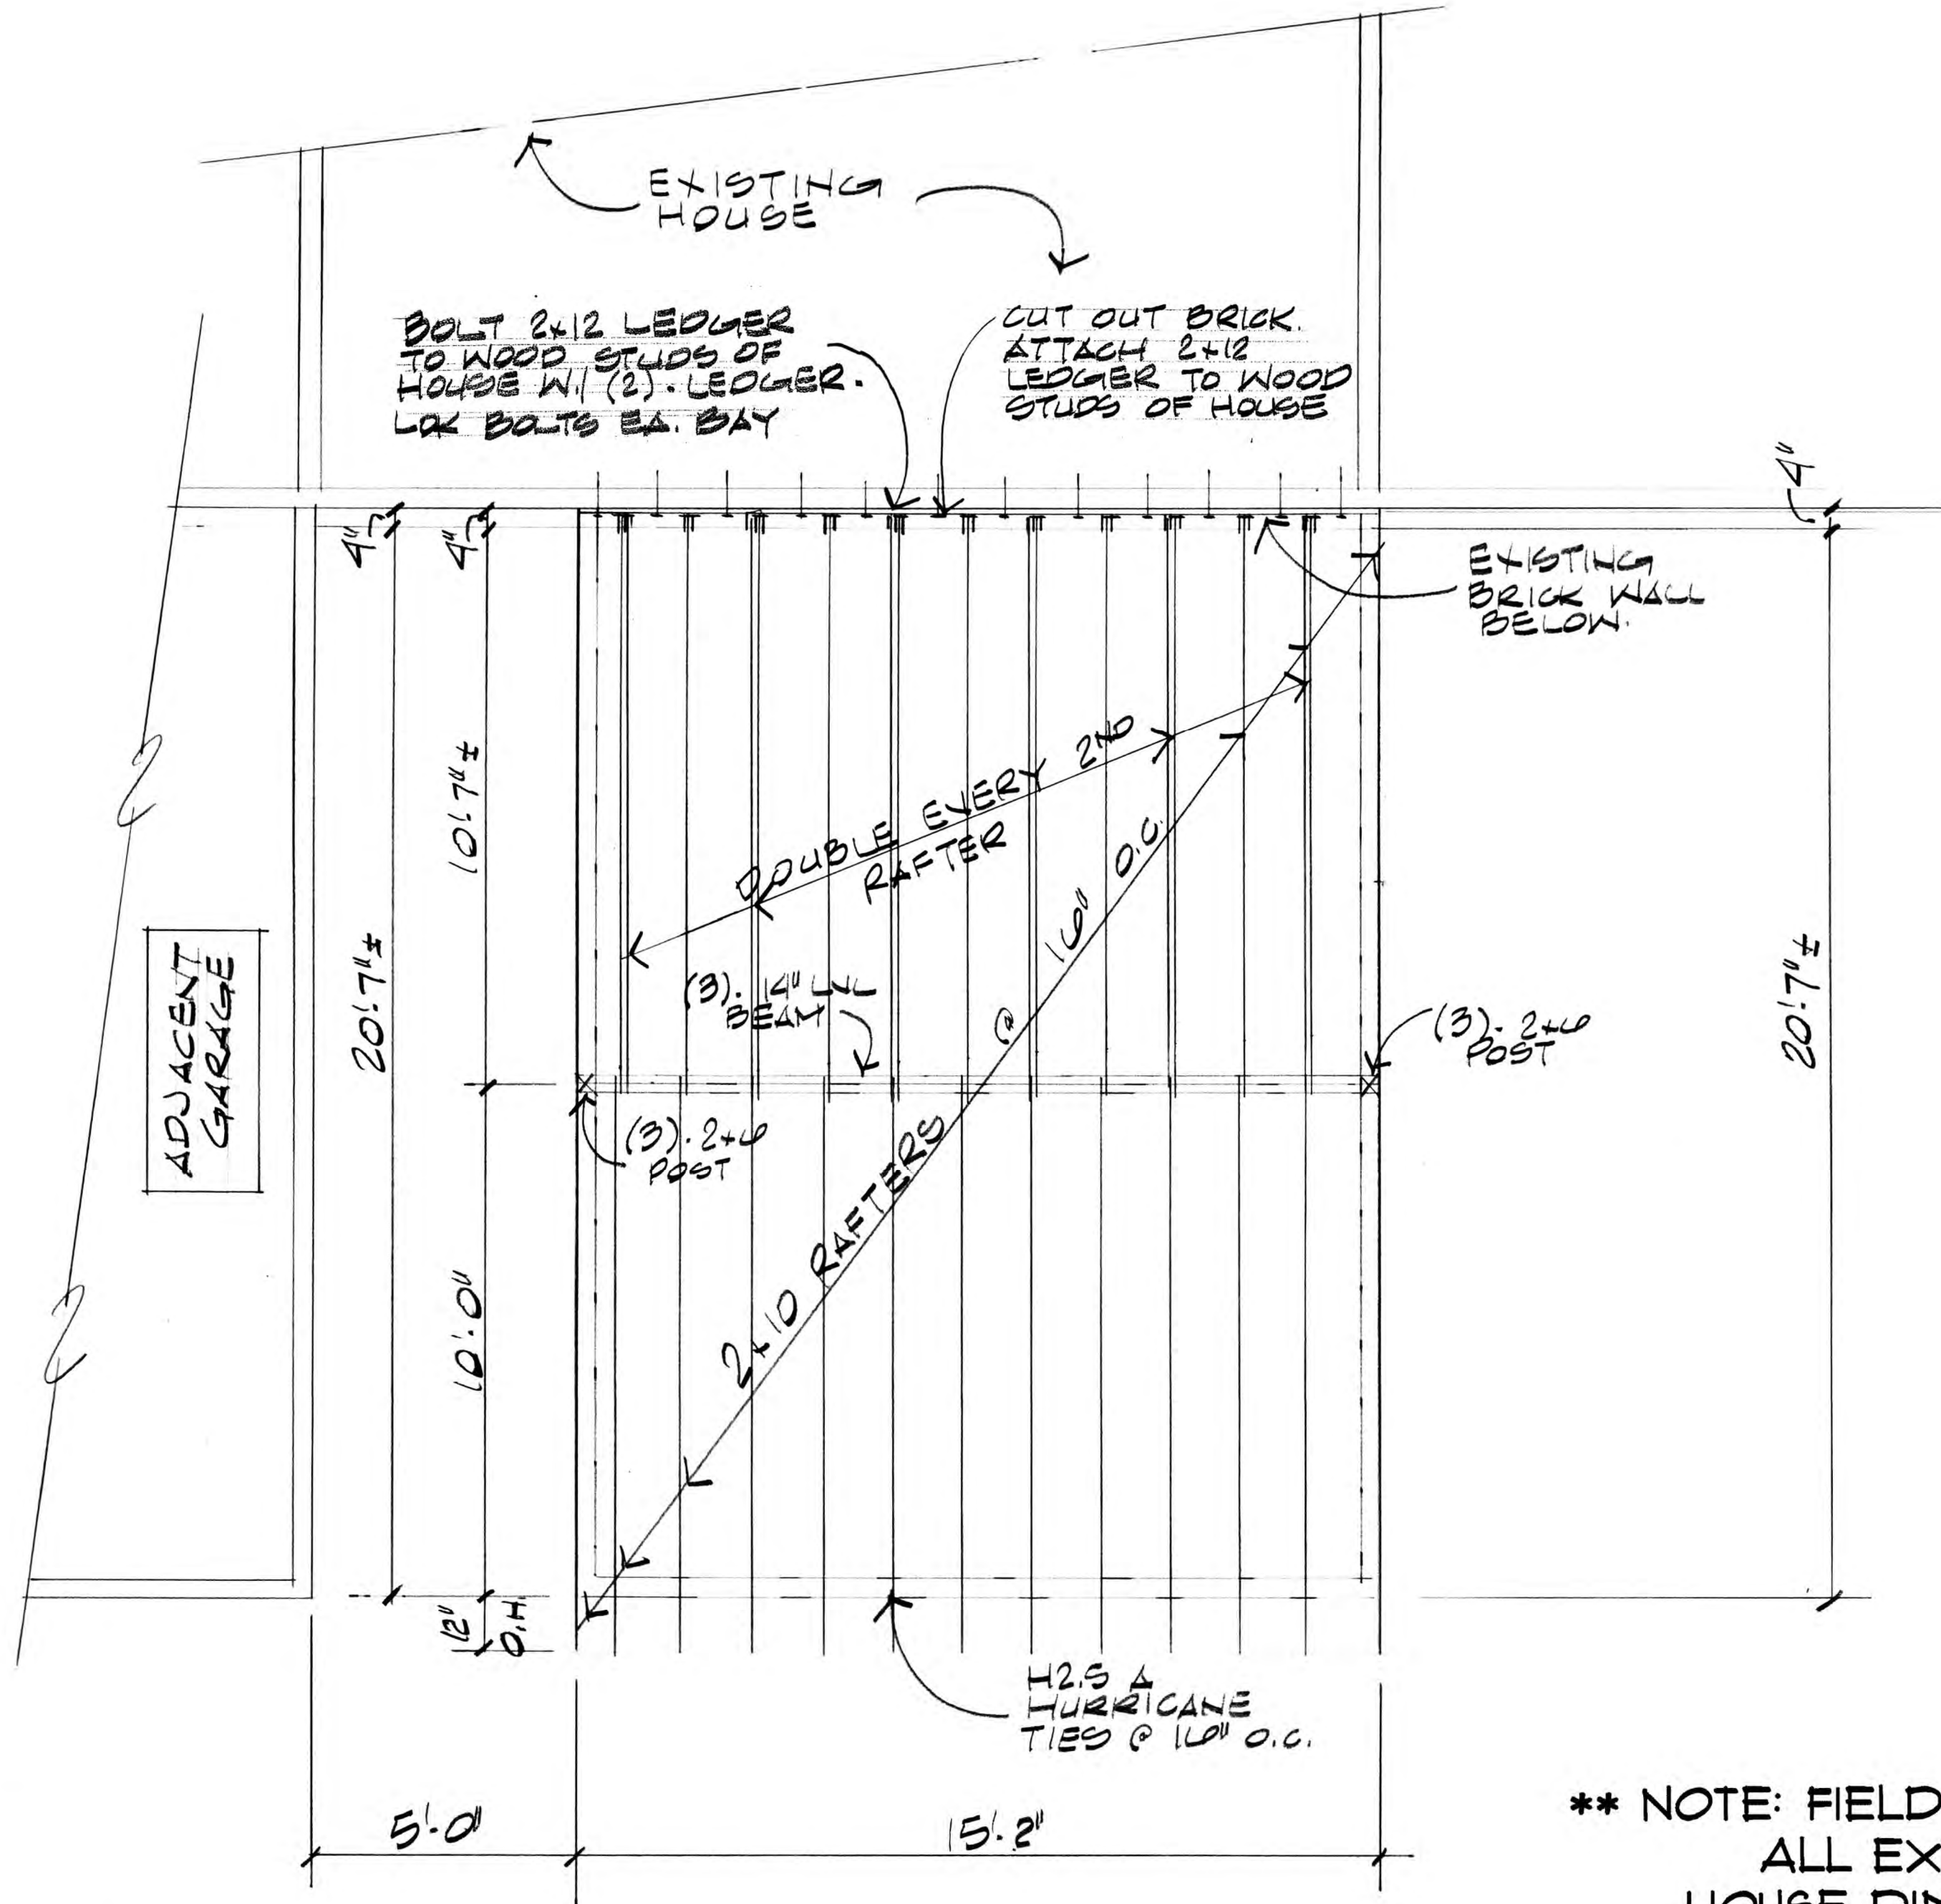 EXISTING
HOUSE
BOLT 2x12 LEDGER
TO WOOD STUDS OF
HOUSE W/ (2)-LEDGER-
LOK BOLTS EA. BAY
CUT OUT BRICK.
ATTACH 2x12
LEDGER TO WOOD
STUDS OF HOUSE
4"
4"
4"
EXISTING
BRICK WALL
BELOW.
10'-7"±
DOUBLE EVERY 2ND
RAFTER
20'-7"±
ADJACENT
GARAGE
(3)-14" LVL
BEAM
(3)-2x6
POST
20'-7"±
(3)-2x6
POST
2x10 RAFTERS @ 16" O.C.
10'-0"
12"
O.H.
H2.5 A
HURRICANE
TIES @ 16" O.C.
5'-0"
15'-2"
** NOTE: FIELD
ALL EX
HOUSE DIN